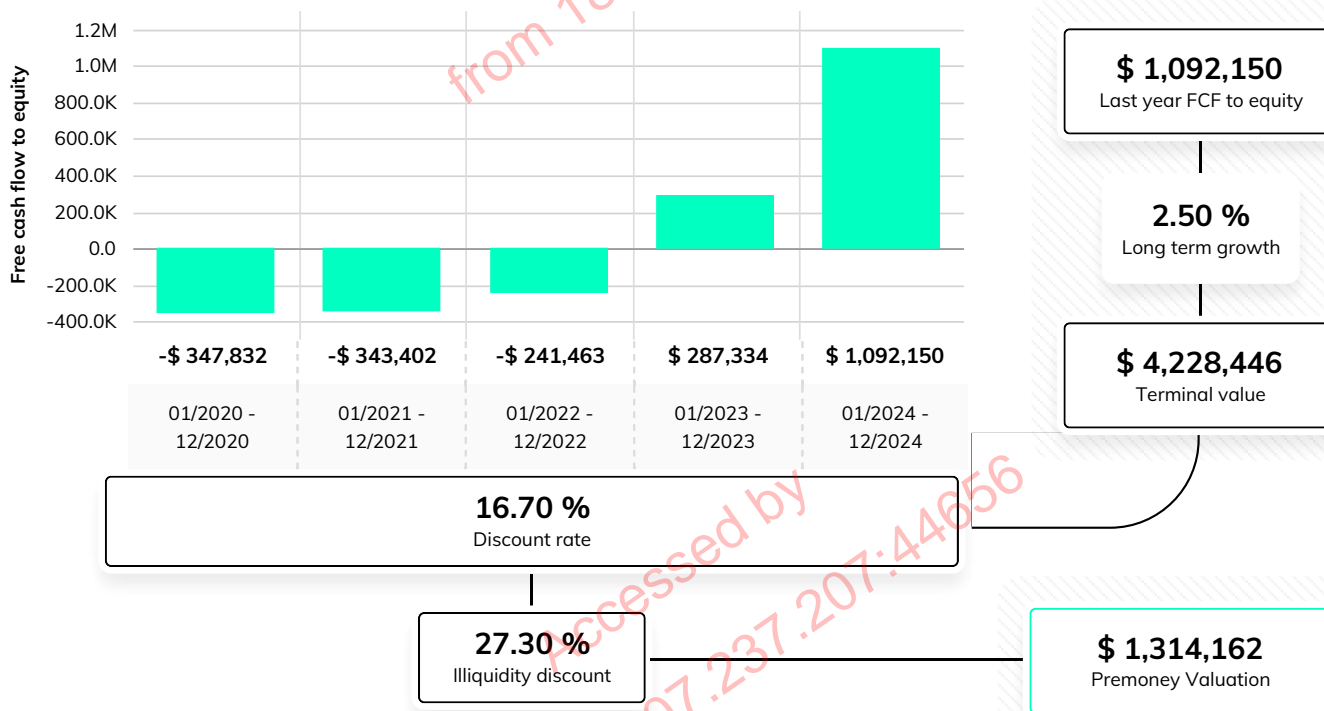 Free cash flow to equity
1.2M
1.0M
800.0K
600.0K
400.0K
200.0K
0.0
-200.0K
-400.0K
-$ 347,832
-$ 343,402
-$ 241,463
$ 287,334
$ 1,092,150
01/2020 -
12/2020
01/2021 -
12/2021
01/2022 -
12/2022
01/2023 -
12/2023
01/2024 -
12/2024
16.70 %
Discount rate
27.30 %
Illiquidity discount
$ 1,092,150
Last year FCF to equity
2.50 %
Long term growth
$ 4,228,446
Terminal value
$ 1,314,162
Premoney Valuation
Accessed by
07.237.207:44656
from